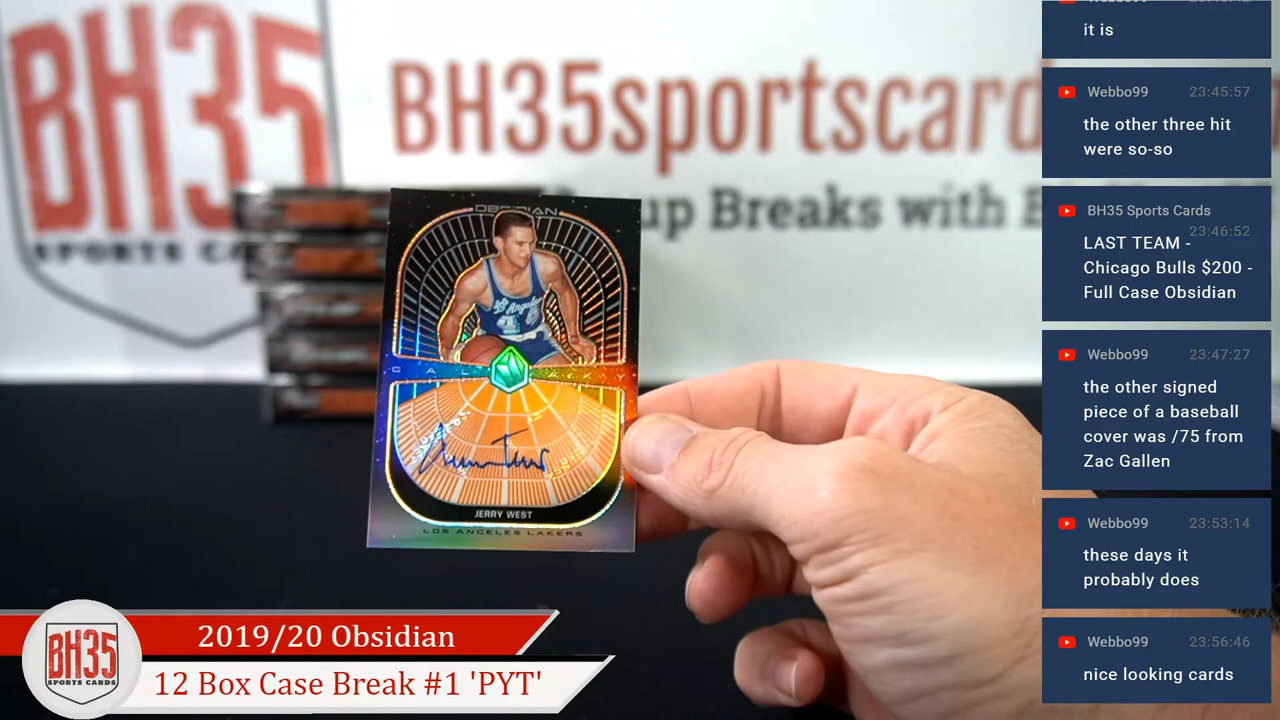 BH35
SPORTS CA
BH35sportscard
up Breaks with
OBSIDIAN
GALAXY
JERRY WEST
LOS ANGELES LAKERS
2019/20 Obsidian
12 Box Case Break #1 'PYT'
BH35
SPORTS CARDS
it is
Webbo99 23:45:57
the other three hit
were so-so
BH35 Sports Cards
23:46:52
LAST TEAM -
Chicago Bulls $200 -
Full Case Obsidian
Webbo99 23:47:27
the other signed
piece of a baseball
cover was /75 from
Zac Gallen
Webbo99 23:53:14
these days it
probably does
Webbo99 23:56:46
nice looking cards